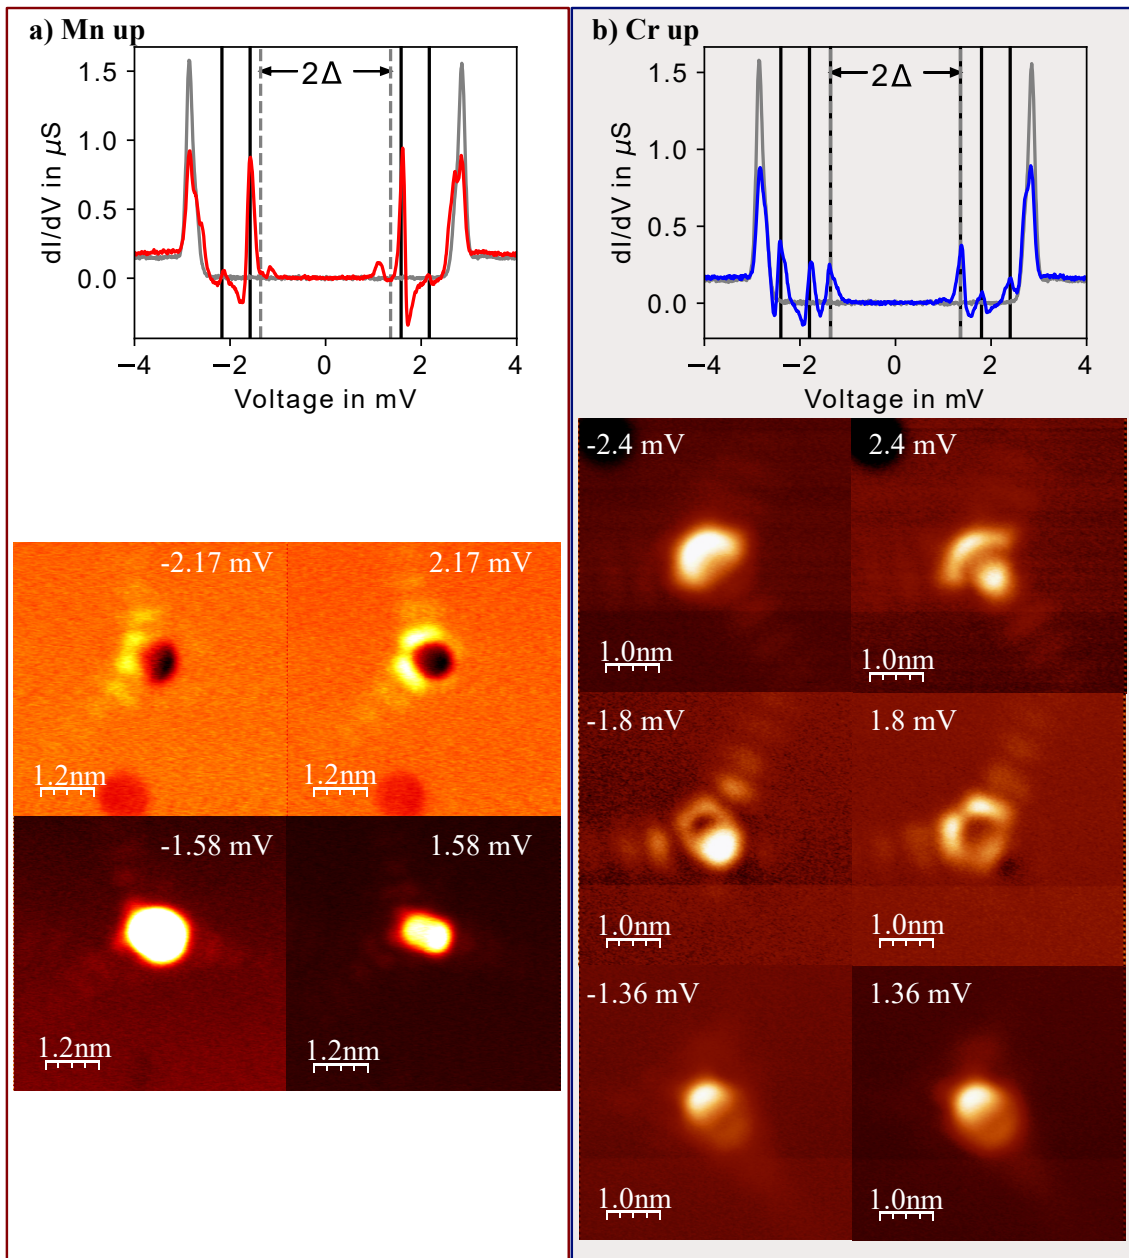 a) Mn up
2Δ
1.5
1.0
0.5
0.0
dI/dV in μS
−4
−2
0
2
4
Voltage in mV
-2.17 mV
2.17 mV
1.2nm
1.2nm
-1.58 mV
1.58 mV
1.2nm
1.2nm
b) Cr up
2Δ
1.5
1.0
0.5
0.0
dI/dV in μS
−4
−2
0
2
4
Voltage in mV
-2.4 mV
2.4 mV
1.0nm
1.0nm
-1.8 mV
1.8 mV
1.0nm
1.0nm
-1.36 mV
1.36 mV
1.0nm
1.0nm